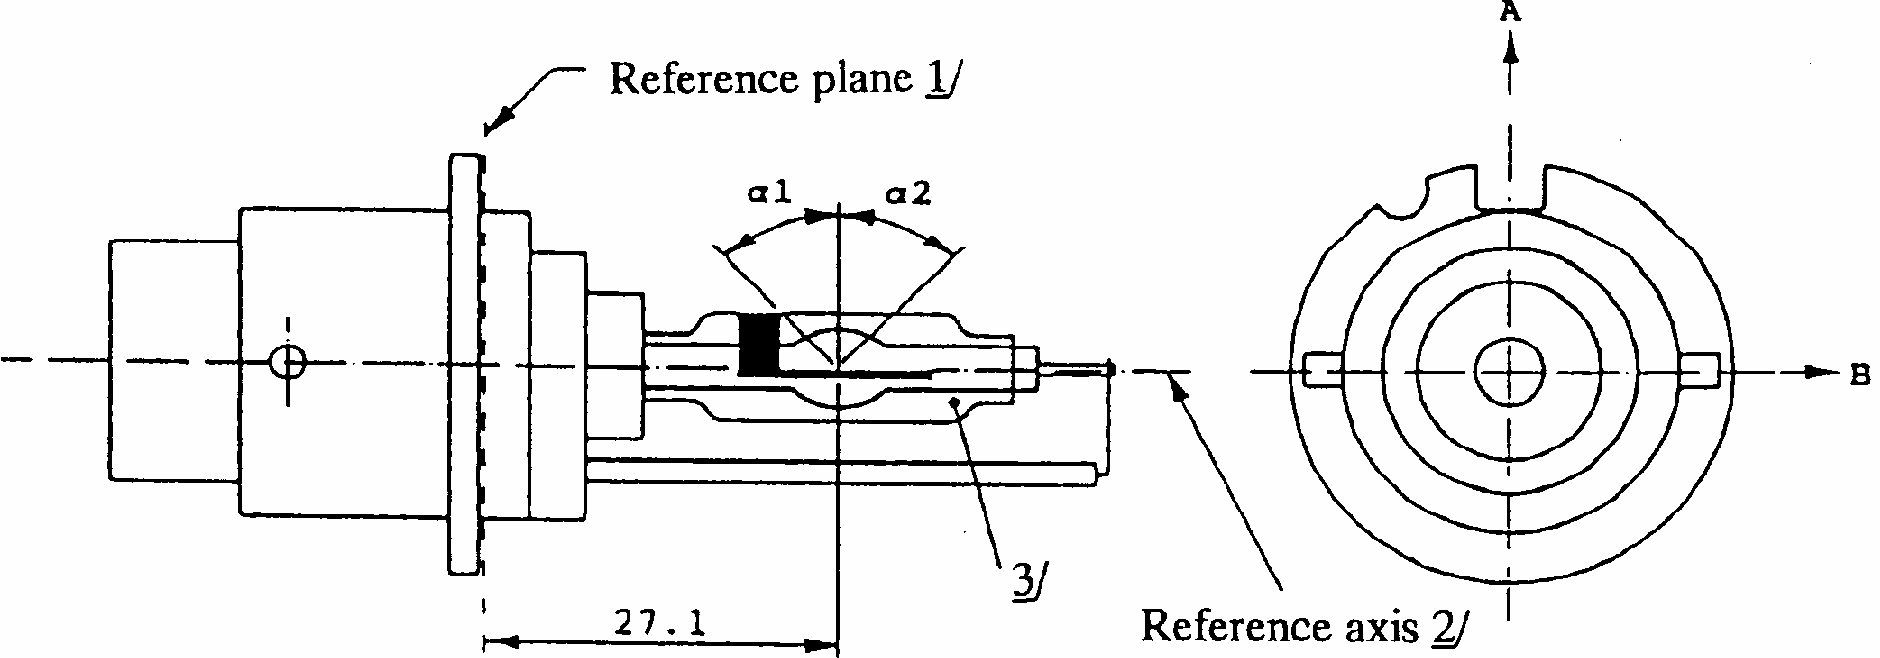 A
Reference plane 1/
α1
α2
B
3/
27.1
Reference axis 2/